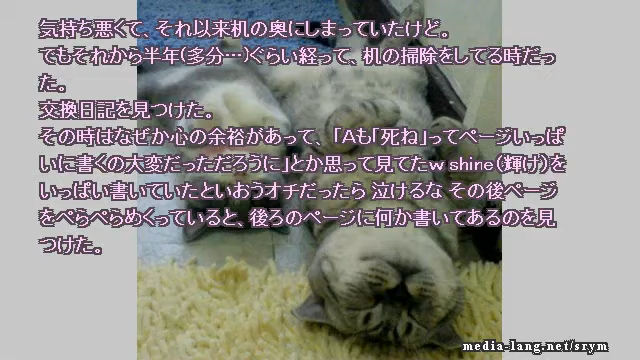 気持ち悪くて、それ以来机の奥にしまっていたけど。
でもそれから半年(多分…)ぐらい経って、机の掃除をしてる時だっ
た。
交換日記を見つけた。
その時はなぜか心の余裕があって、「Aも「死ね」ってページいっぱ
いに書くの大変だっただろうに」とか思って見てたｗ shine（輝け）を
いっぱい書いていたといおうオチだったら 泣けるな その後ページ
をぺらぺらめくっていると、後ろのページに何か書いてあるのを見
つけた。
media-lang.net/srym